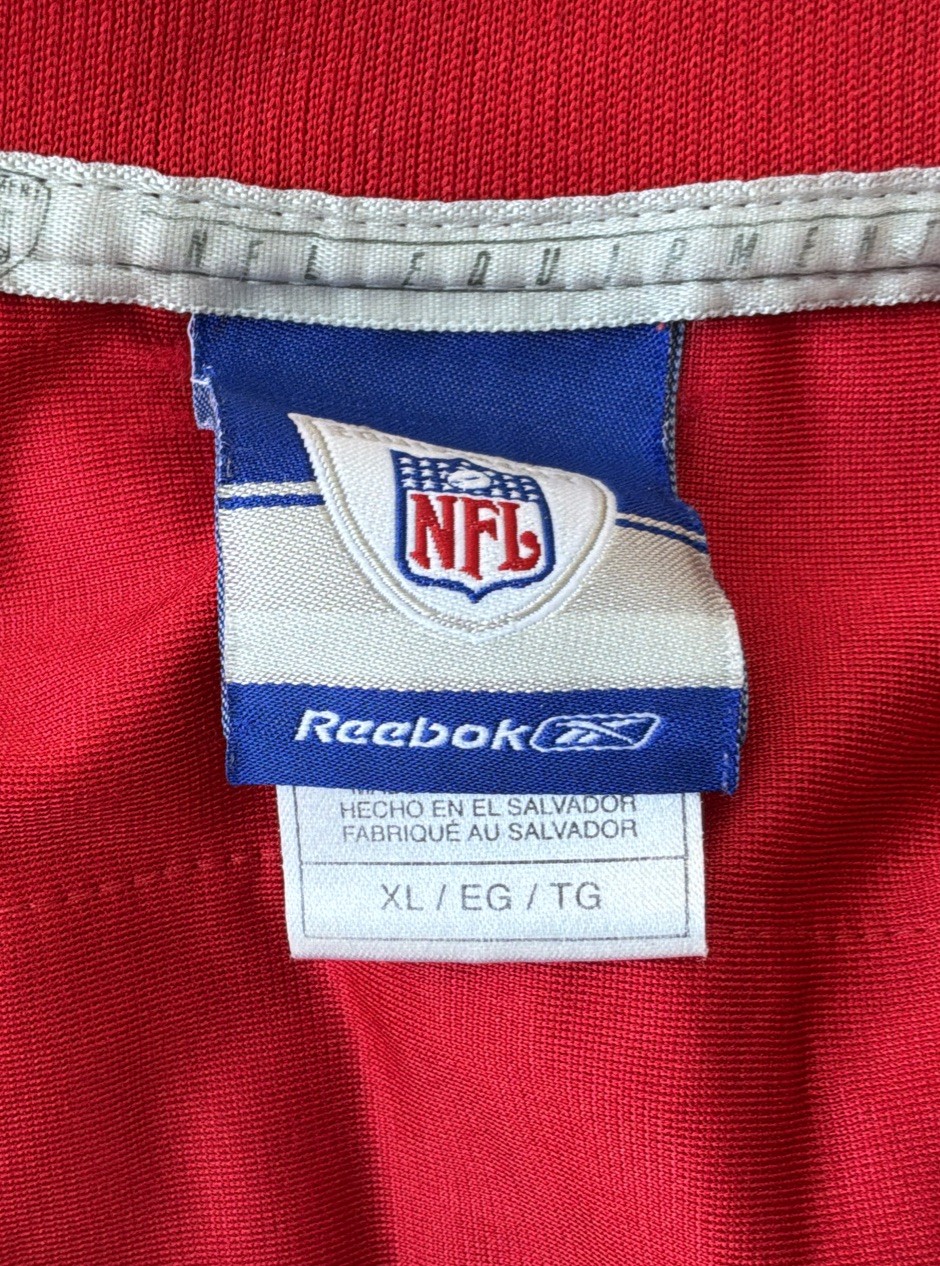 NFL EQUIPMENT
NFL
Reebok
HECHO EN EL SALVADOR
FABRIQUÉ AU SALVADOR
XL / EG / TG